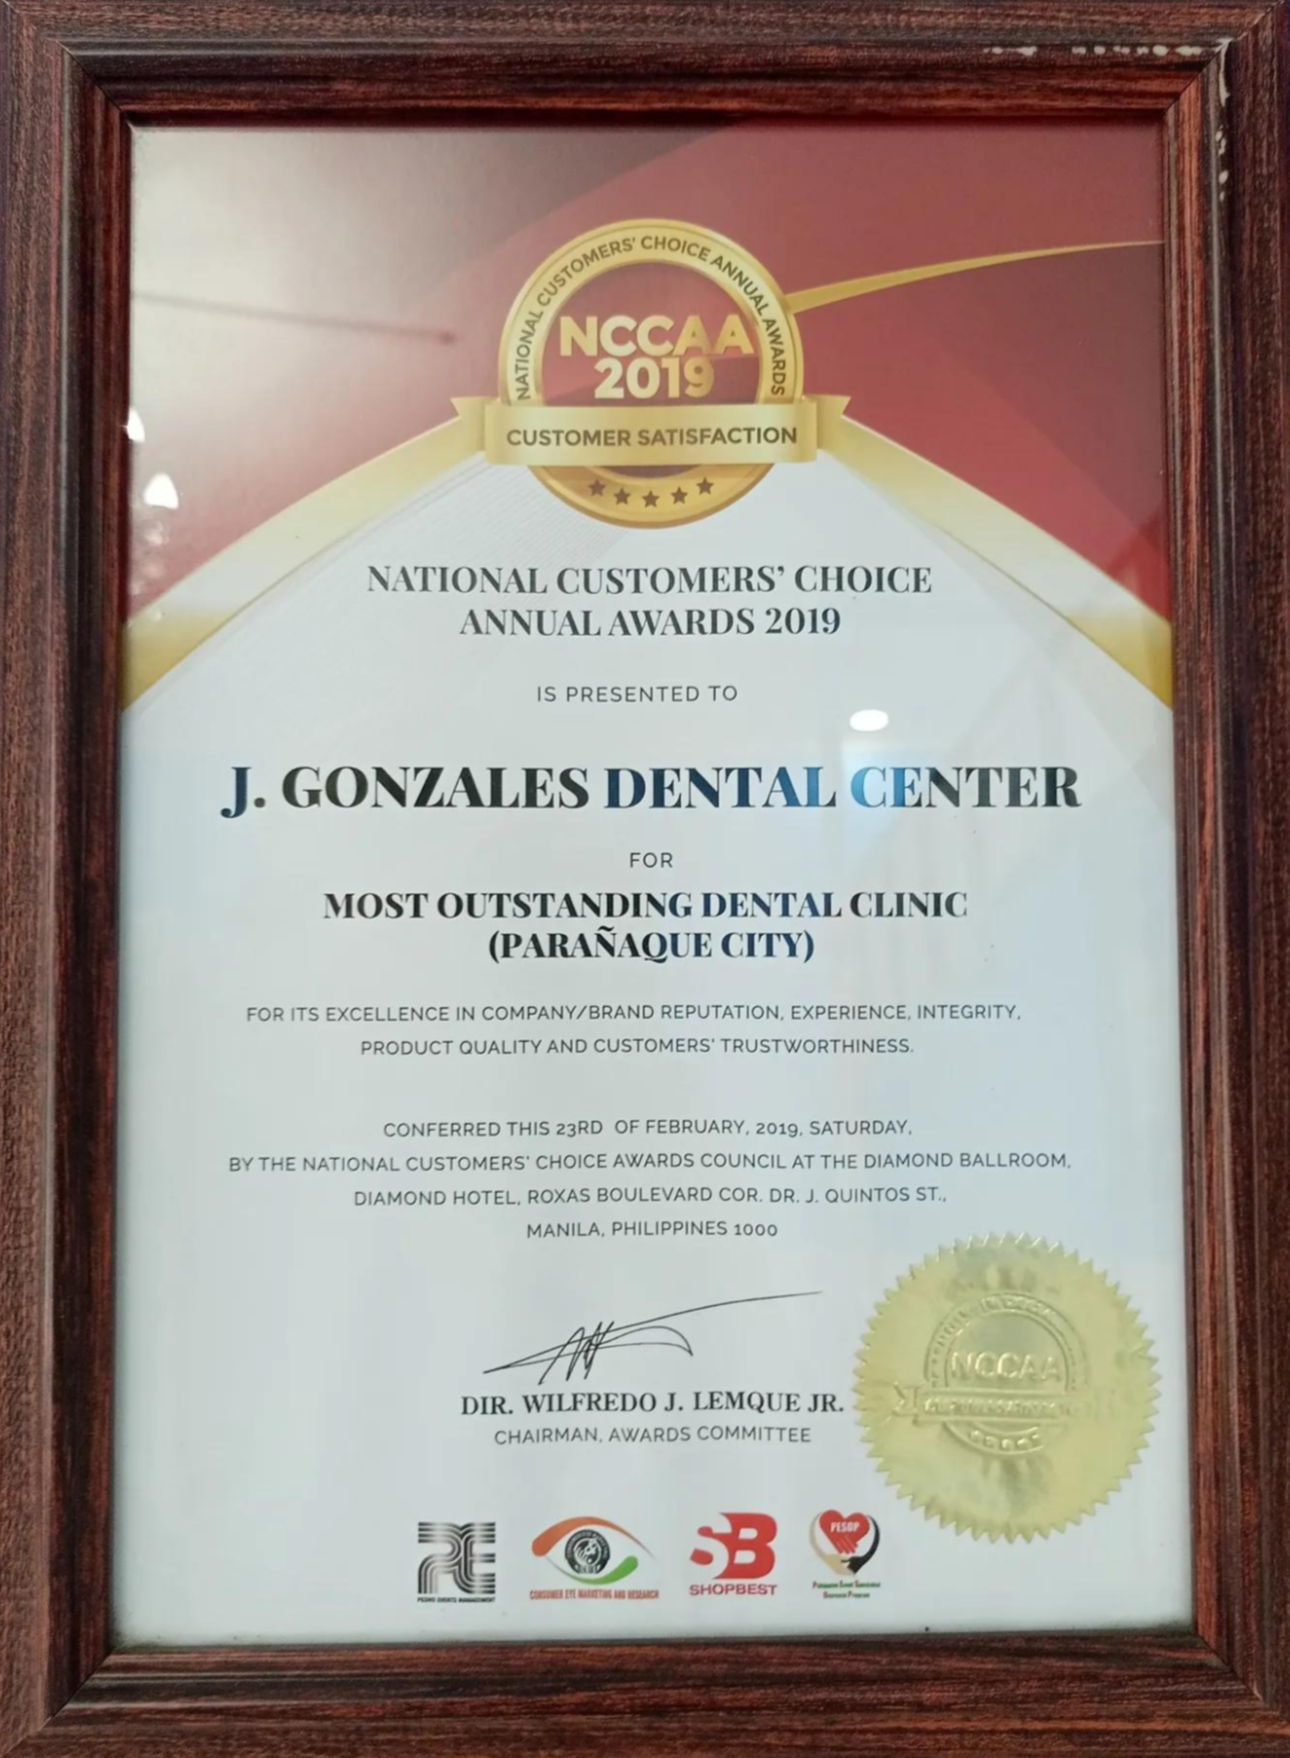 NATIONAL CUSTOMERS' CHOICE ANNUAL AWARDS
NCCAA
2019
CUSTOMER SATISFACTION
NATIONAL CUSTOMERS' CHOICE
ANNUAL AWARDS 2019
IS PRESENTED TO
J. GONZALES DENTAL CENTER
FOR
MOST OUTSTANDING DENTAL CLINIC
(PARAÑAQUE CITY)
FOR ITS EXCELLENCE IN COMPANY/BRAND REPUTATION, EXPERIENCE, INTEGRITY,
PRODUCT QUALITY AND CUSTOMERS' TRUSTWORTHINESS.
CONFERRED THIS 23RD OF FEBRUARY, 2019, SATURDAY,
BY THE NATIONAL CUSTOMERS' CHOICE AWARDS COUNCIL AT THE DIAMOND BALLROOM,
DIAMOND HOTEL, ROXAS BOULEVARD COR. DR. J. QUINTOS ST.,
MANILA, PHILIPPINES 1000
DIR. WILFREDO J. LEMQUE JR.
CHAIRMAN, AWARDS COMMITTEE
NCCAA
EVENTS MANAGEMENT
CONSUMER EYE MARKETING AND RESEARCH
SB
SHOPBEST
PESOP
Program